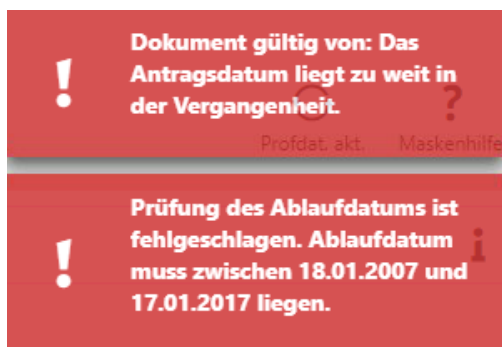 Dokument gültig von: Das
Antragsdatum liegt zu weit in
der Vergangenheit.
Profdat. akt. Maskenhilfe
Prüfung des Ablaufdatums ist
fehlgeschlagen. Ablaufdatum
muss zwischen 18.01.2007 und
17.01.2017 liegen.